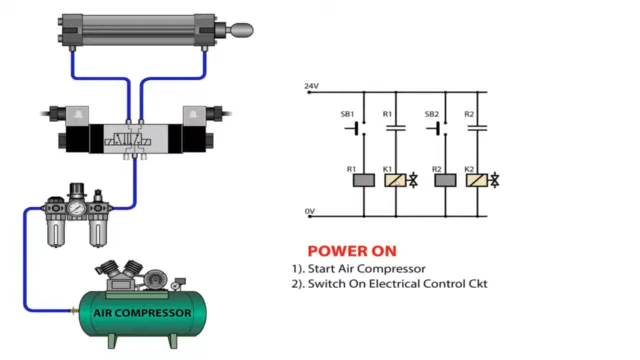 24V
SB1
R1
SB2
R2
R1
K1
R2
K2
0V
POWER ON
1). Start Air Compressor
2). Switch On Electrical Control Ckt
AIR COMPRESSOR